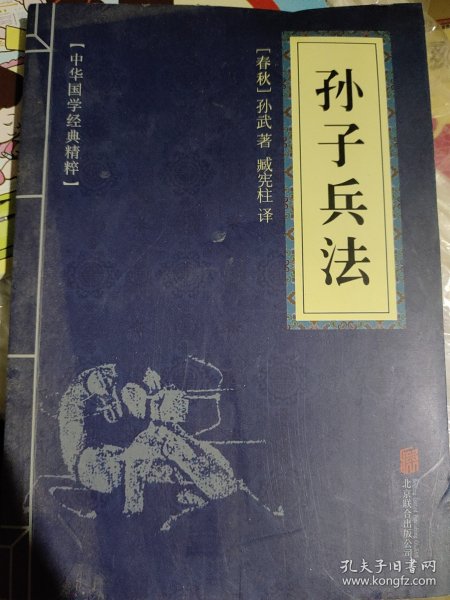 【中华国学经典精粹】
[春秋]孙武 著 臧宪柱 译
孙子兵法
北京联合出版公司
孔夫子旧书网
www.kongfz.com